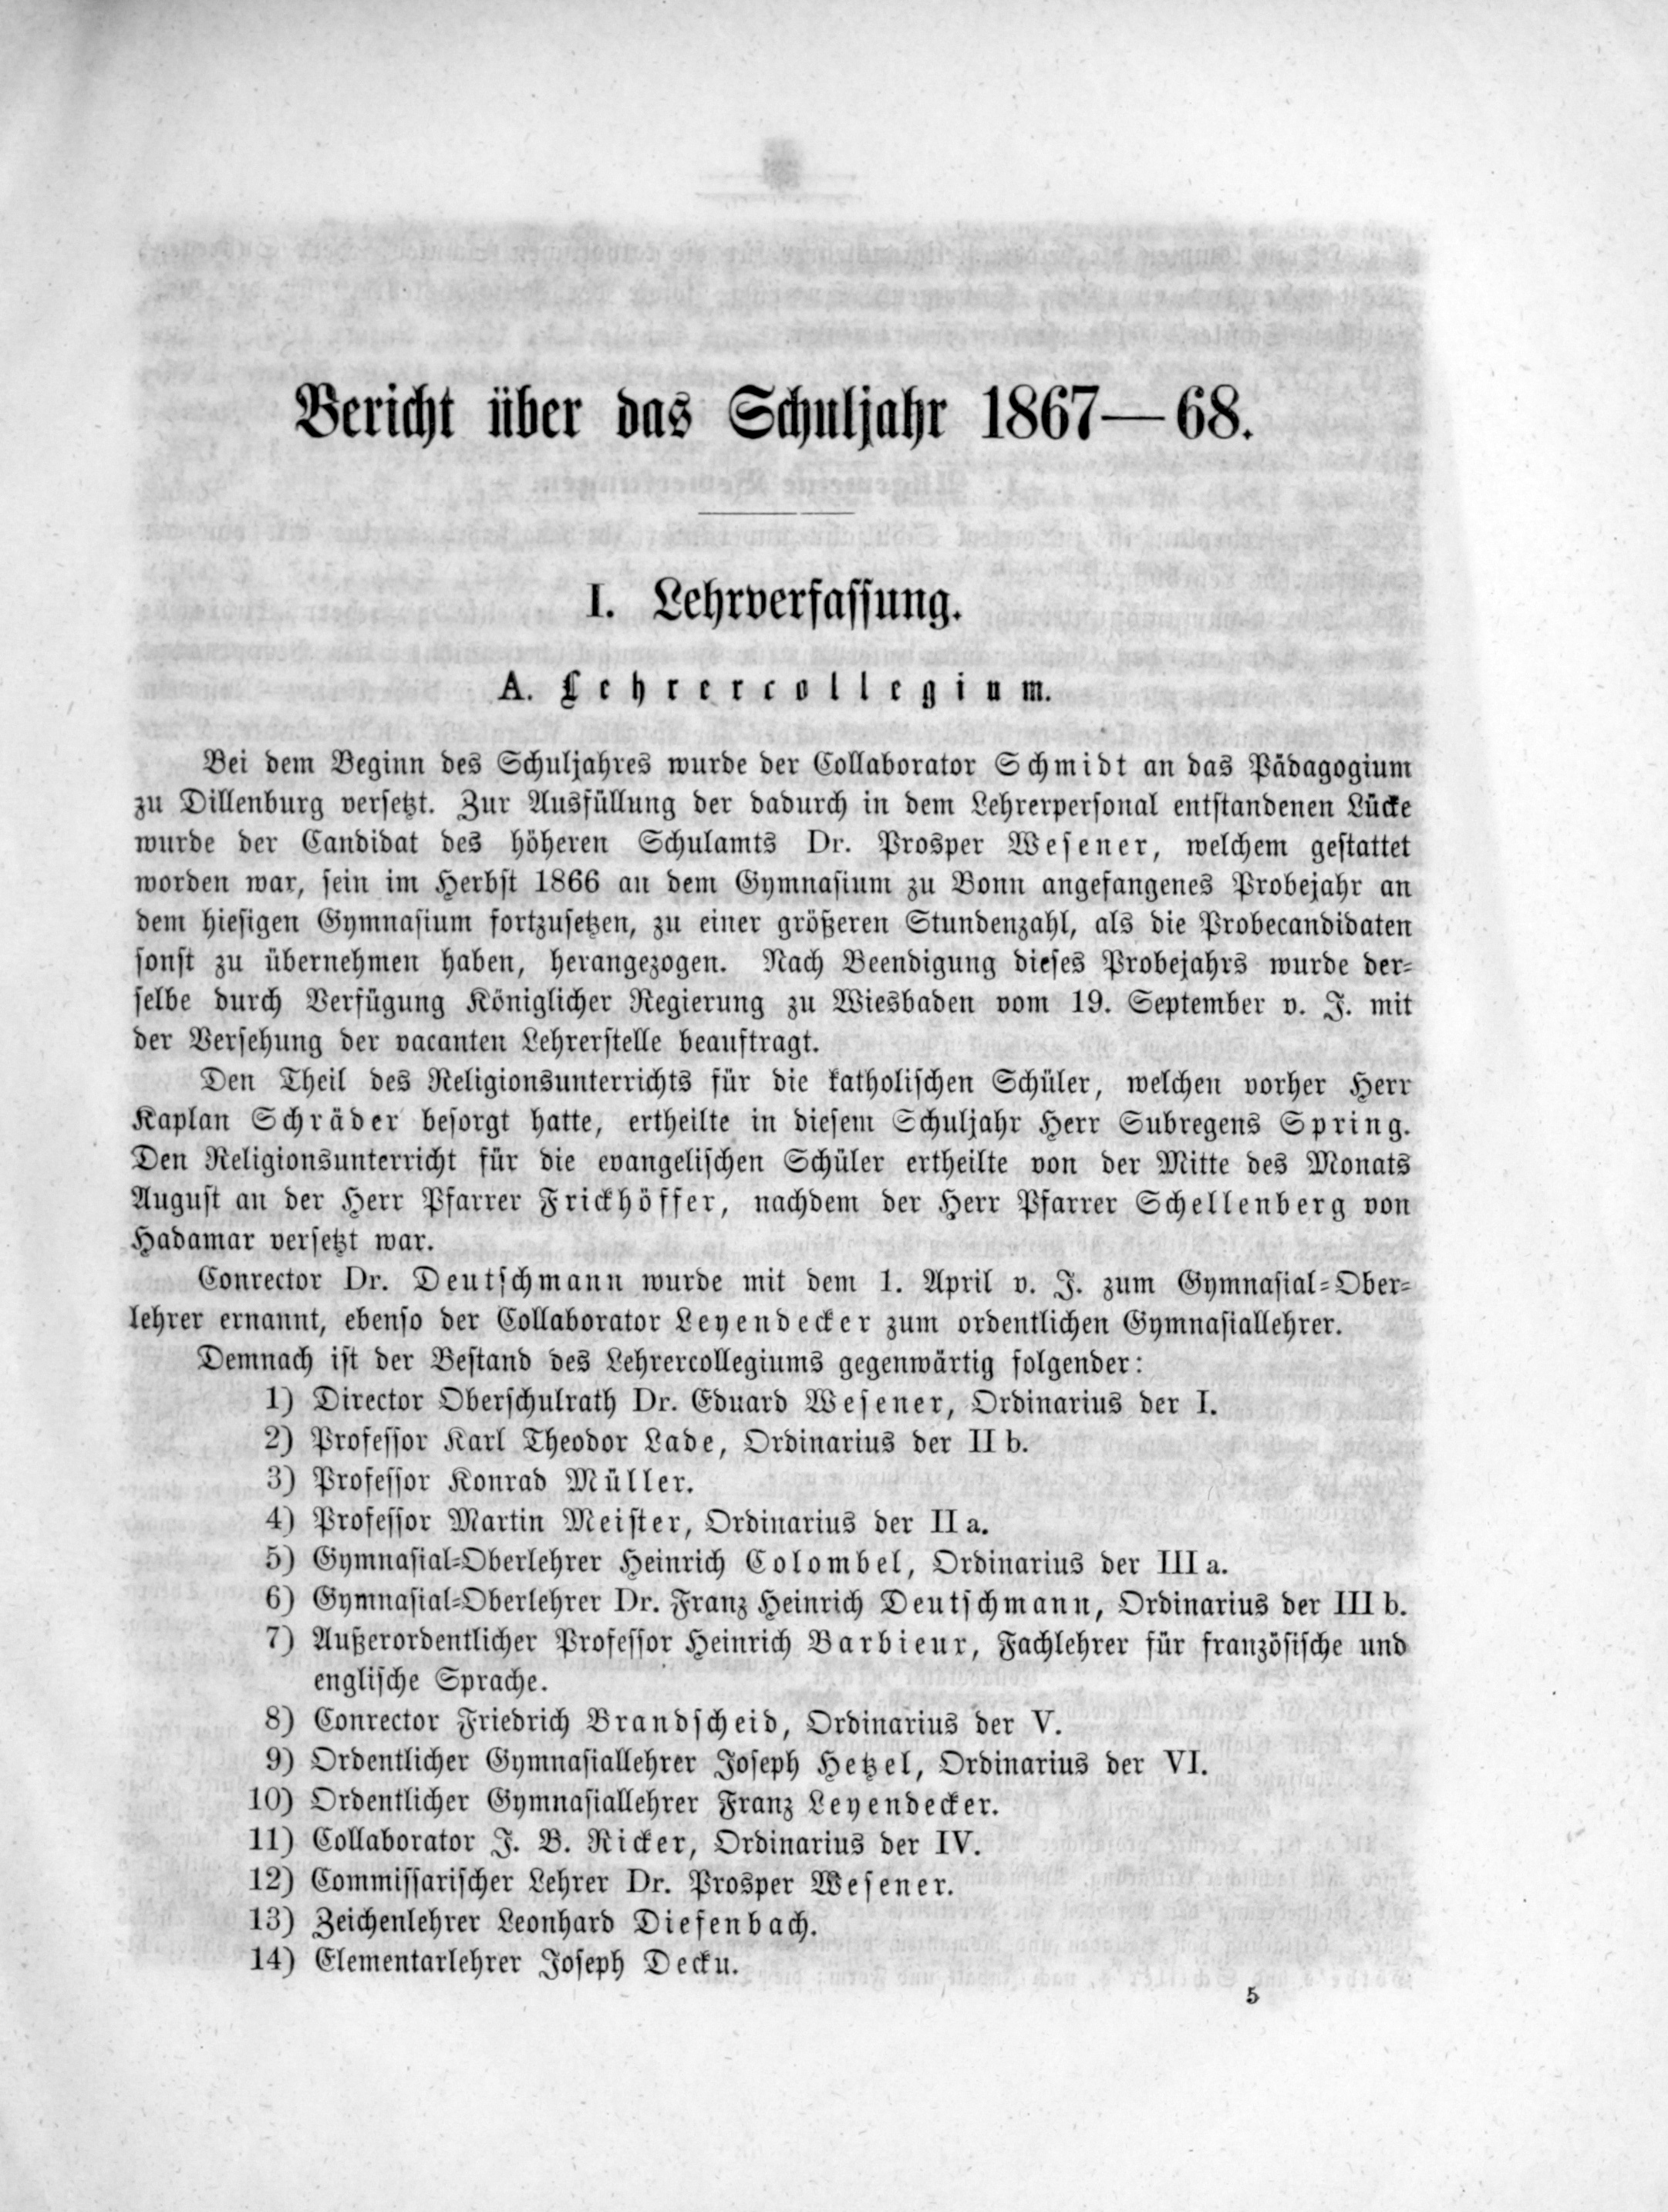 Bericht über das Schuljahr 1867—68.
I. Lehrverfassung.
A. Lehrercollegium.
Bei dem Beginn des Schuljahres wurde der Collaborator Schmidt an das Pädagogium
zu Dillenburg versetzt. Zur Ausfüllung der dadurch in dem Lehrerpersonal entstandenen Lücke
wurde der Candidat des höheren Schulamts Dr. Prosper Wesener, welchem gestattet
worden war, sein im Herbst 1866 an dem Gymnasium zu Bonn angefangenes Probejahr an
dem hiesigen Gymnasium fortzusetzen, zu einer größeren Stundenzahl, als die Probecandidaten
sonst zu übernehmen haben, herangezogen. Nach Beendigung dieses Probejahrs wurde der-
selbe durch Verfügung Königlicher Regierung zu Wiesbaden vom 19. September v. J. mit
der Versehung der vacanten Lehrerstelle beauftragt.
Den Theil des Religionsunterrichts für die katholischen Schüler, welchen vorher Herr
Kaplan Schräder besorgt hatte, ertheilte in diesem Schuljahr Herr Subregens Spring.
Den Religionsunterricht für die evangelischen Schüler ertheilte von der Mitte des Monats
August an der Herr Pfarrer Frickhöffer, nachdem der Herr Pfarrer Schellenberg von
Hadamar versetzt war.
Conrector Dr. Deutschmann wurde mit dem 1. April v. J. zum Gymnasial-Ober-
lehrer ernannt, ebenso der Collaborator Leyendecker zum ordentlichen Gymnasiallehrer.
Demnach ist der Bestand des Lehrercollegiums gegenwärtig folgender:
1) Director Oberschulrath Dr. Eduard Wesener, Ordinarius der I.
2) Professor Karl Theodor Lade, Ordinarius der II b.
3) Professor Konrad Müller.
4) Professor Martin Meister, Ordinarius der II a.
5) Gymnasial-Oberlehrer Heinrich Colombel, Ordinarius der III a.
6) Gymnasial-Oberlehrer Dr. Franz Heinrich Deutschmann, Ordinarius der III b.
7) Außerordentlicher Professor Heinrich Barbieur, Fachlehrer für französische und
englische Sprache.
8) Conrector Friedrich Brandscheid, Ordinarius der V.
9) Ordentlicher Gymnasiallehrer Joseph Hetzel, Ordinarius der VI.
10) Ordentlicher Gymnasiallehrer Franz Leyendecker.
11) Collaborator J. B. Ricker, Ordinarius der IV.
12) Commissarischer Lehrer Dr. Prosper Wesener.
13) Zeichenlehrer Leonhard Diefenbach.
14) Elementarlehrer Joseph Decku.
5